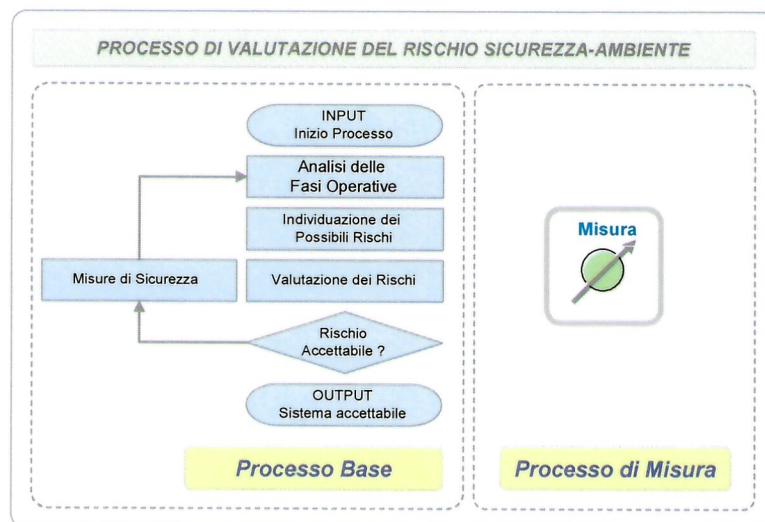 PROCESSO DI VALUTAZIONE DEL RISCHIO SICUREZZA-AMBIENTE
INPUT
Inizio Processo
Analisi delle
Fasi Operative
Individuazione dei
Possibili Rischi
Misure di Sicurezza
Valutazione dei Rischi
Rischio
Accettabile ?
OUTPUT
Sistema accettabile
Processo Base
Misura
Processo di Misura